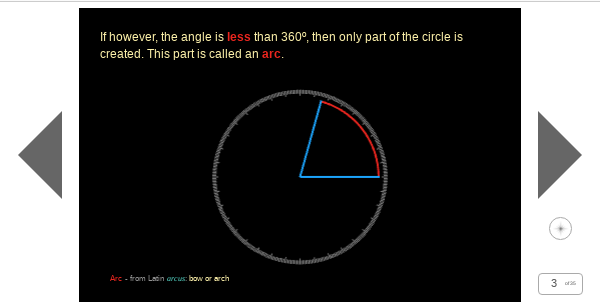 If however, the angle is less than 360º, then only part of the circle is
created. This part is called an arc.
Arc - from Latin arcus: bow or arch
3 of 35